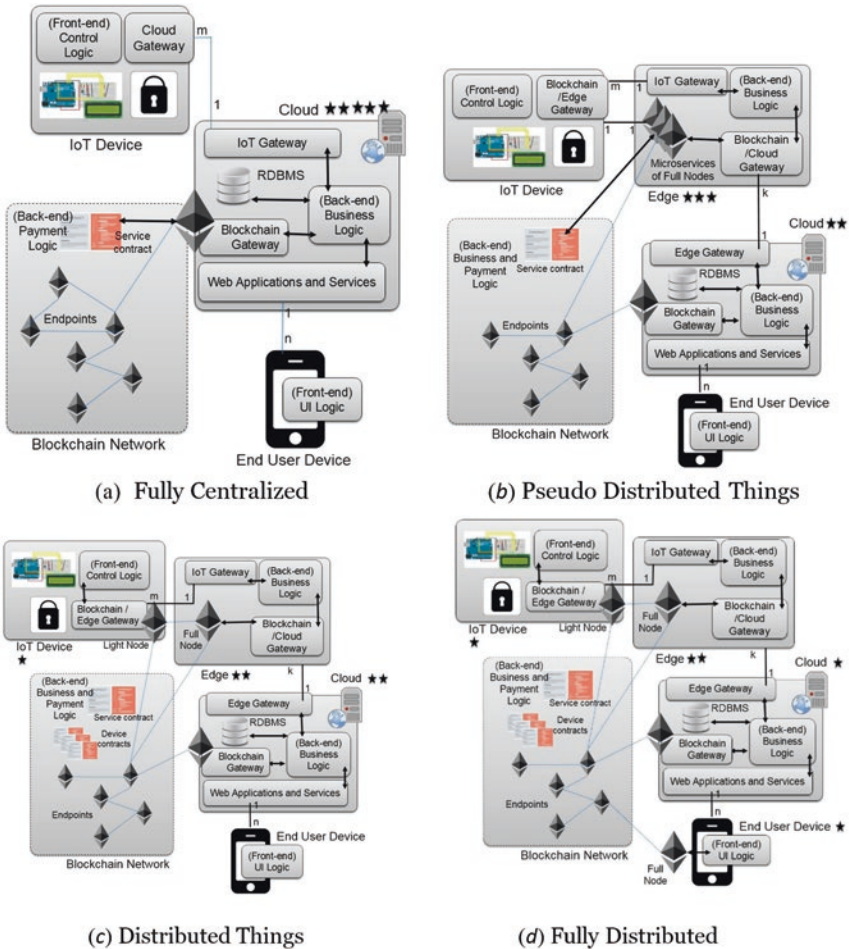 (Front-end)
Control
Logic
Cloud
Gateway
m
IoT Device
1
Cloud ★★★★★
IoT Gateway
RDBMS
(Back-end)
Business
Logic
Blockchain
Gateway
Web Applications and Services
(Back-end)
Payment
Logic
Service
contract
Endpoints
Blockchain Network
1
n
(Front-end)
UI Logic
End User Device
(a) Fully Centralized
(Front-end)
Control Logic
Blockchain
/Edge
Gateway
m
1
1
1
IoT Device
IoT Gateway
(Back-end)
Business
Logic
Microservices
of Full Nodes
Blockchain
/Cloud
Gateway
Edge ★★★
k
1
Cloud ★★
Edge Gateway
RDBMS
(Back-end)
Business
Logic
Blockchain
Gateway
Web Applications and Services
(Back-end)
Business and
Payment
Logic
Service contract
Endpoints
Blockchain Network
1
n
End User Device
(Front-end)
UI Logic
(b) Pseudo Distributed Things
(Front-end)
Control Logic
Blockchain /
Edge Gateway
m
1
IoT Device
★
Light Node
IoT Gateway
(Back-end)
Business
Logic
Full
Node
Blockchain
/Cloud
Gateway
Edge ★★
k
1
Cloud ★★
Edge Gateway
RDBMS
(Back-end)
Business
Logic
Blockchain
Gateway
Web Applications and Services
(Back-end)
Business and
Payment
Logic
Service contract
Device
contracts
Endpoints
Blockchain Network
1
n
End User Device
(Front-end)
UI Logic
(c) Distributed Things
(Front-end)
Control Logic
Blockchain /
Edge Gateway
m
1
IoT Device
★
Light Node
IoT Gateway
(Back-end)
Business
Logic
Full
Node
Blockchain
/Cloud
Gateway
Edge ★★
k
1
Cloud ★
Edge Gateway
RDBMS
(Back-end)
Business
Logic
Blockchain
Gateway
Web Applications and Services
(Back-end)
Business and
Payment
Logic
Service contract
Device
contracts
Endpoints
Blockchain Network
1
n
End User Device ★
Full
Node
(Front-end)
UI Logic
(d) Fully Distributed